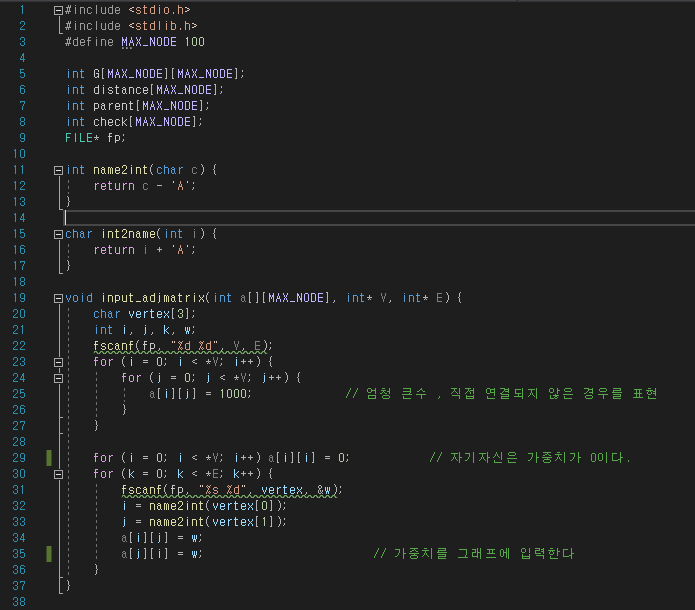 1 #include <stdio.h>
2 #include <stdlib.h>
3 #define MAX_NODE 100
4
5 int G[MAX_NODE][MAX_NODE];
6 int distance[MAX_NODE];
7 int parent[MAX_NODE];
8 int check[MAX_NODE];
9 FILE* fp;
10
11 int name2int(char c) {
12 return c - 'A';
13 }
14
15 char int2name(int i) {
16 return i + 'A';
17 }
18
19 void input_adjmatrix(int a[][MAX_NODE], int* V, int* E) {
20 char vertex[3];
21 int i, j, k, w;
22 fscanf(fp, "%d %d", V, E);
23 for (i = 0; i < *V; i++) {
24 for (j = 0; j < *V; j++) {
25 a[i][j] = 1000; // 엄청 큰수 , 직접 연결되지 않은 경우를 표현
26 }
27 }
28
29 for (i = 0; i < *V; i++) a[i][i] = 0; // 자기자신은 가중치가 0이다.
30 for (k = 0; k < *E; k++) {
31 fscanf(fp, "%s %d", vertex, &w);
32 i = name2int(vertex[0]);
33 j = name2int(vertex[1]);
34 a[i][j] = w;
35 a[j][i] = w; // 가중치를 그래프에 입력한다
36 }
37 }
38